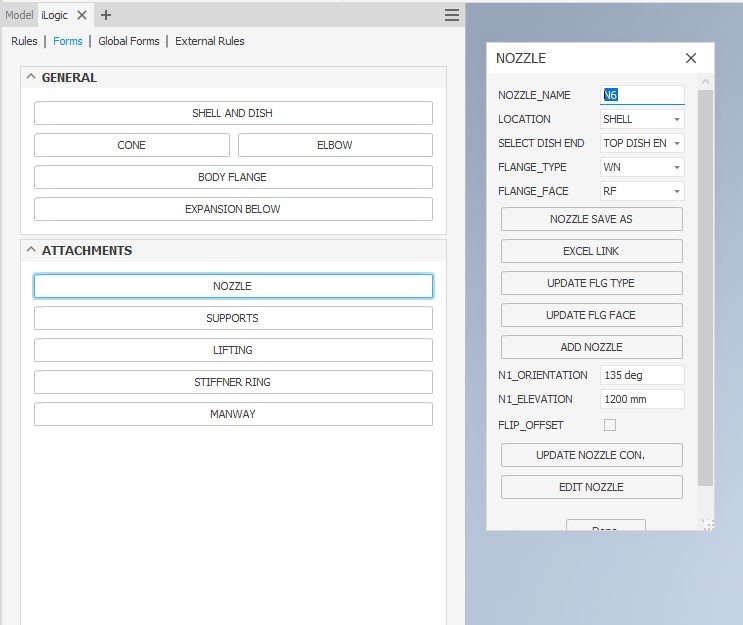 Model iLogic
Rules | Forms | Global Forms | External Rules
GENERAL
SHELL AND DISH
CONE ELBOW
BODY FLANGE
EXPANSION BELOW
ATTACHMENTS
NOZZLE
SUPPORTS
LIFTING
STIFFNER RING
MANWAY
NOZZLE
NOZZLE_NAME N6
LOCATION SHELL
SELECT DISH END TOP DISH EN
FLANGE_TYPE WN
FLANGE_FACE RF
NOZZLE SAVE AS
EXCEL LINK
UPDATE FLG TYPE
UPDATE FLG FACE
ADD NOZZLE
N1_ORIENTATION 135 deg
N1_ELEVATION 1200 mm
FLIP_OFFSET
UPDATE NOZZLE CON.
EDIT NOZZLE
Done